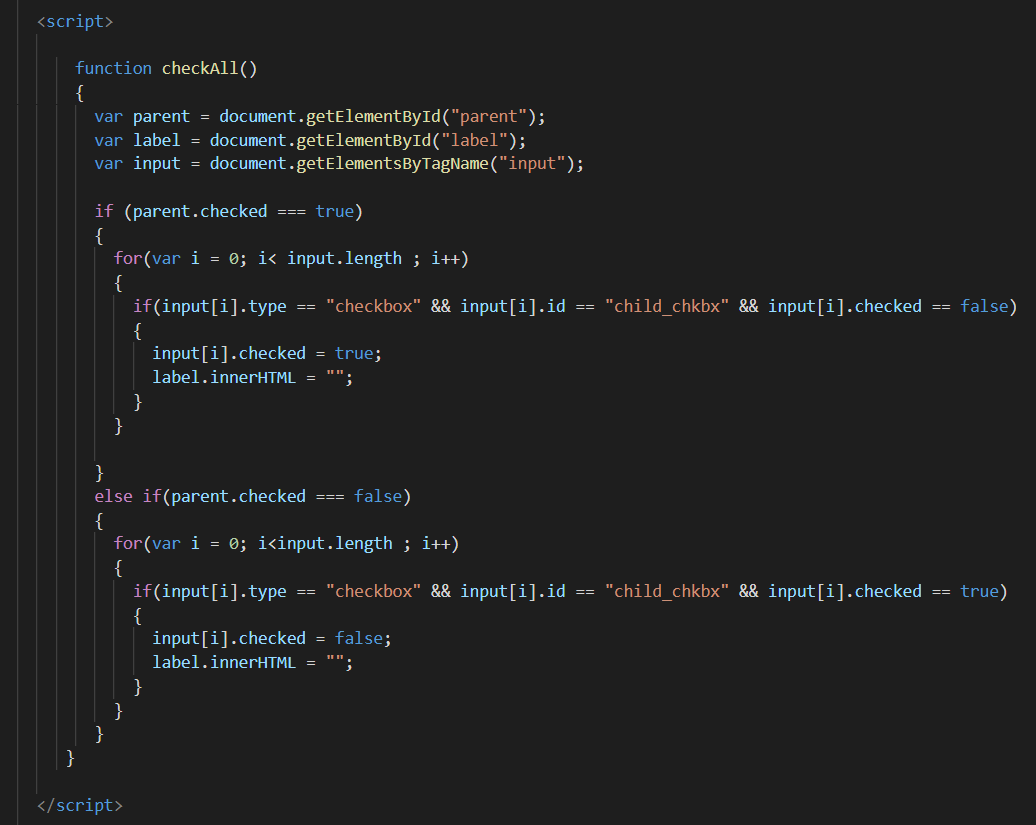 <script>
function checkAll()
{
var parent = document.getElementById("parent");
var label = document.getElementById("label");
var input = document.getElementsByTagName("input");
if (parent.checked === true)
{
for(var i = 0; i< input.length ; i++)
{
if(input[i].type == "checkbox" && input[i].id == "child_chkbx" && input[i].checked == false)
{
input[i].checked = true;
label.innerHTML = "";
}
}
}
else if(parent.checked === false)
{
for(var i = 0; i<input.length ; i++)
{
if(input[i].type == "checkbox" && input[i].id == "child_chkbx" && input[i].checked == true)
{
input[i].checked = false;
label.innerHTML = "";
}
}
}
}
</script>